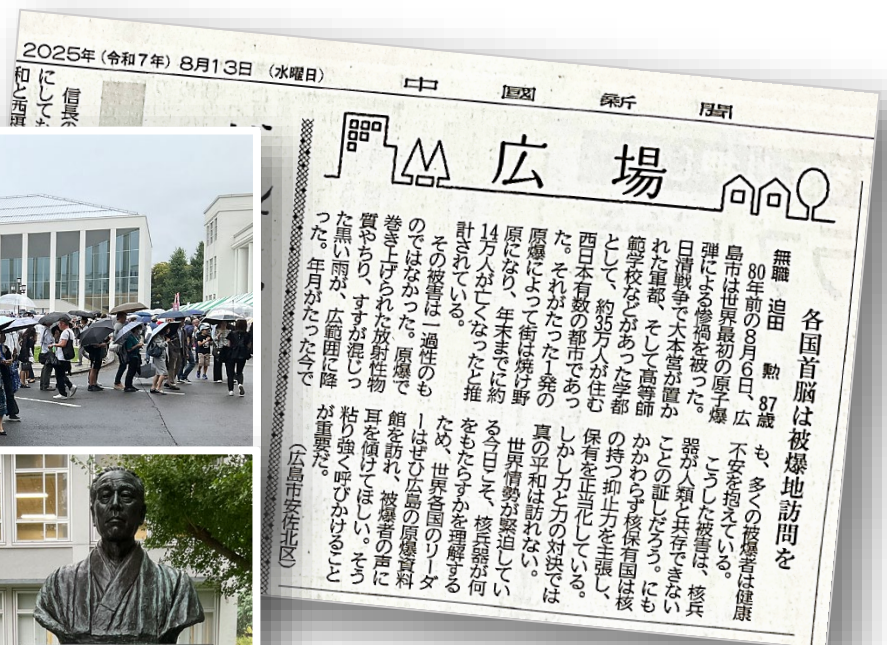 2025年(令和7年) 8月13日 (水曜日)
中國新聞
広場
各国首脳は被爆地訪問を
無職 迫田 勲 87歳
80年前の8月6日、広
島市は世界最初の原子爆
弾による惨禍を被った。
日清戦争で大本営が置か
れた軍都、そして高等師
範学校などがあった学都
として、約35万人が住む
西日本有数の都市であっ
た。それがたった1発の
原爆によって街は焼け野
原になり、年末までに約
14万人が亡くなったと推
計されている。
その被害は一過性のも
のではなかった。原爆で
巻き上げられた放射性物
質やちり、すすが混じっ
た黒い雨が、広範囲に降
った。年月がたった今で
も、多くの被爆者は健康
不安を抱えている。
こうした被害は、核兵
器が人類と共存できない
ことの証しだろう。にも
かかわらず核保有国は核
の持つ抑止力を主張し、
保有を正当化している。
しかし力と力の対決では
真の平和は訪れない。
世界情勢が緊迫してい
る今日こそ、核兵器が何
をもたらすかを理解する
ため、世界各国のリーダ
ーはぜひ広島の原爆資料
館を訪れ、被爆者の声に
耳を傾けてほしい。そう
粘り強く呼びかけること
が重要だ。
(広島市安佐北区)
信長の
にしても